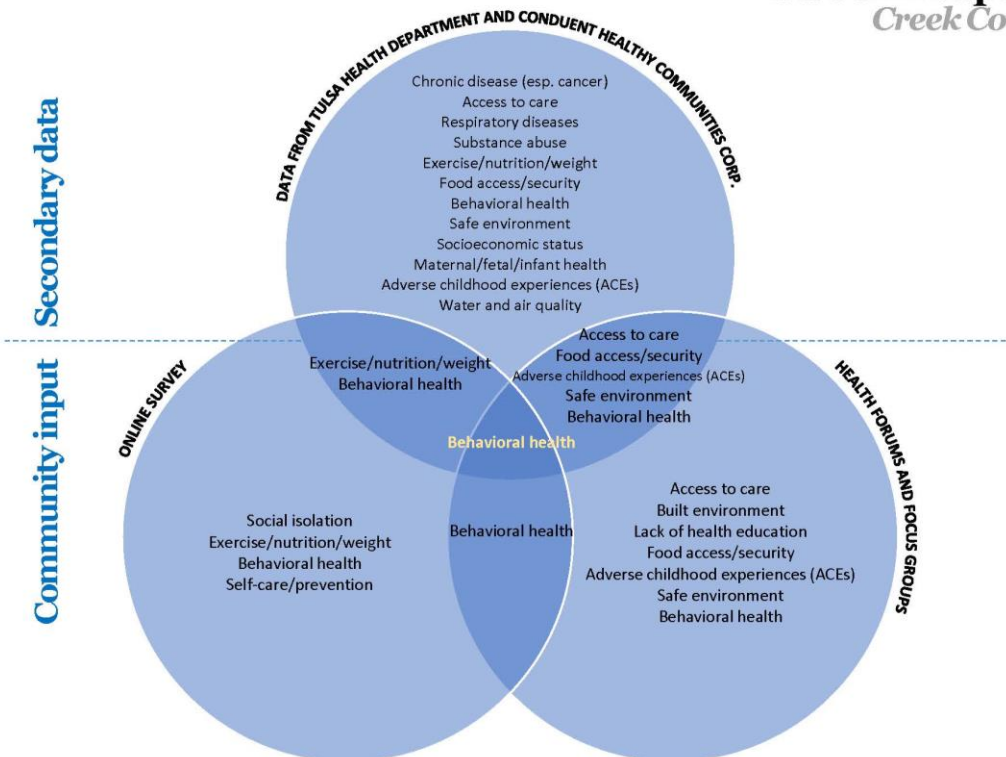 Creek Co
DATA FROM TULSA HEALTH DEPARTMENT AND CONDUENT HEALTHY COMMUNITIES CORP.
Secondary data
Chronic disease (esp. cancer)
Access to care
Respiratory diseases
Substance abuse
Exercise/nutrition/weight
Food access/security
Behavioral health
Safe environment
Socioeconomic status
Maternal/fetal/infant health
Adverse childhood experiences (ACEs)
Water and air quality
Community input
ONLINE SURVEY
Exercise/nutrition/weight
Behavioral health
Access to care
Food access/security
Adverse childhood experiences (ACEs)
Safe environment
Behavioral health
HEALTH FORUMS AND FOCUS GROUPS
Behavioral health
Social isolation
Exercise/nutrition/weight
Behavioral health
Self-care/prevention
Behavioral health
Access to care
Built environment
Lack of health education
Food access/security
Adverse childhood experiences (ACEs)
Safe environment
Behavioral health